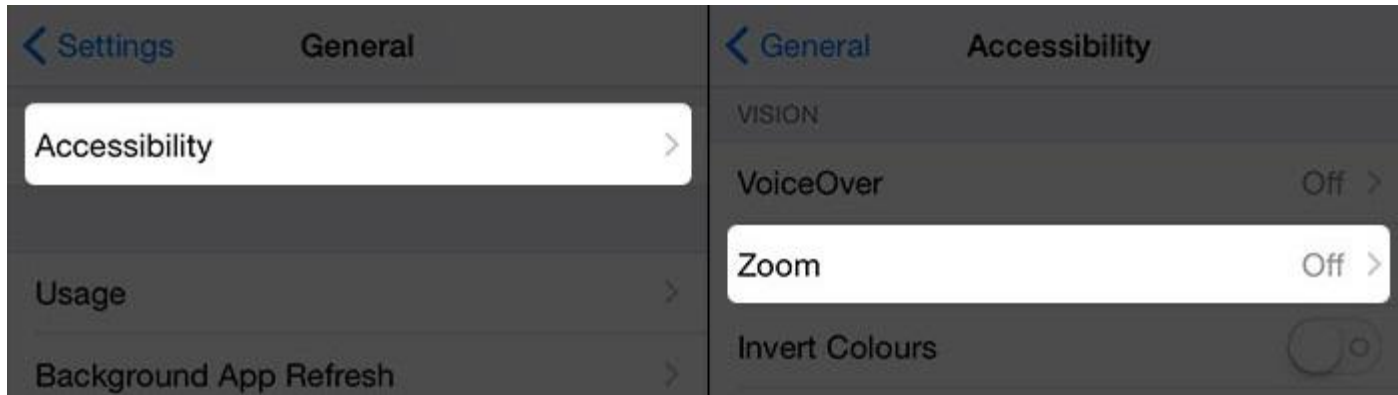 Settings General
Accessibility
Usage
Background App Refresh
General Accessibility
VISION
VoiceOver Off
Zoom Off
Invert Colours